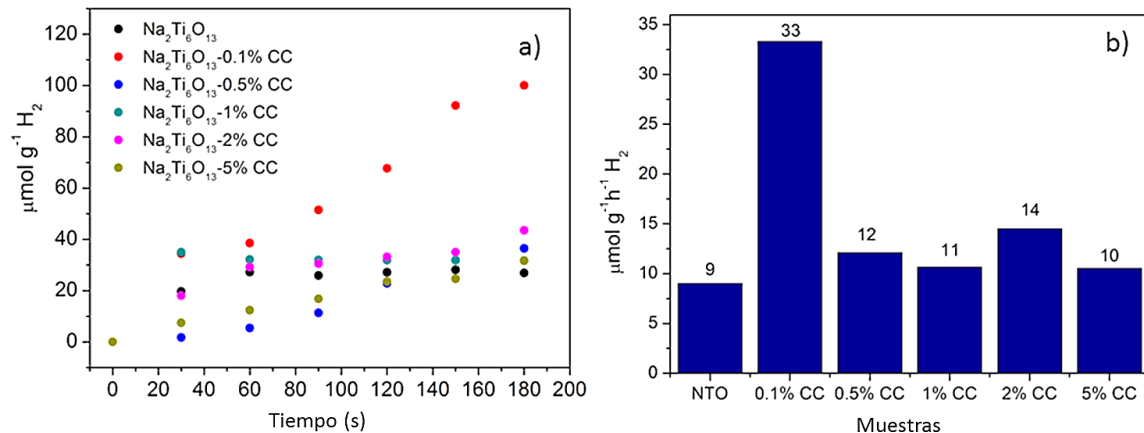 a)
μmol g⁻¹ H₂
120
100
80
60
40
20
0
Na₂Ti₆O₁₃
Na₂Ti₆O₁₃-0.1% CC
Na₂Ti₆O₁₃-0.5% CC
Na₂Ti₆O₁₃-1% CC
Na₂Ti₆O₁₃-2% CC
Na₂Ti₆O₁₃-5% CC
0 20 40 60 80 100 120 140 160 180 200
Tiempo (s)
b)
μmol g⁻¹h⁻¹ H₂
35
30
25
20
15
10
5
0
9 33 12 11 14 10
NTO 0.1% CC 0.5% CC 1% CC 2% CC 5% CC
Muestras